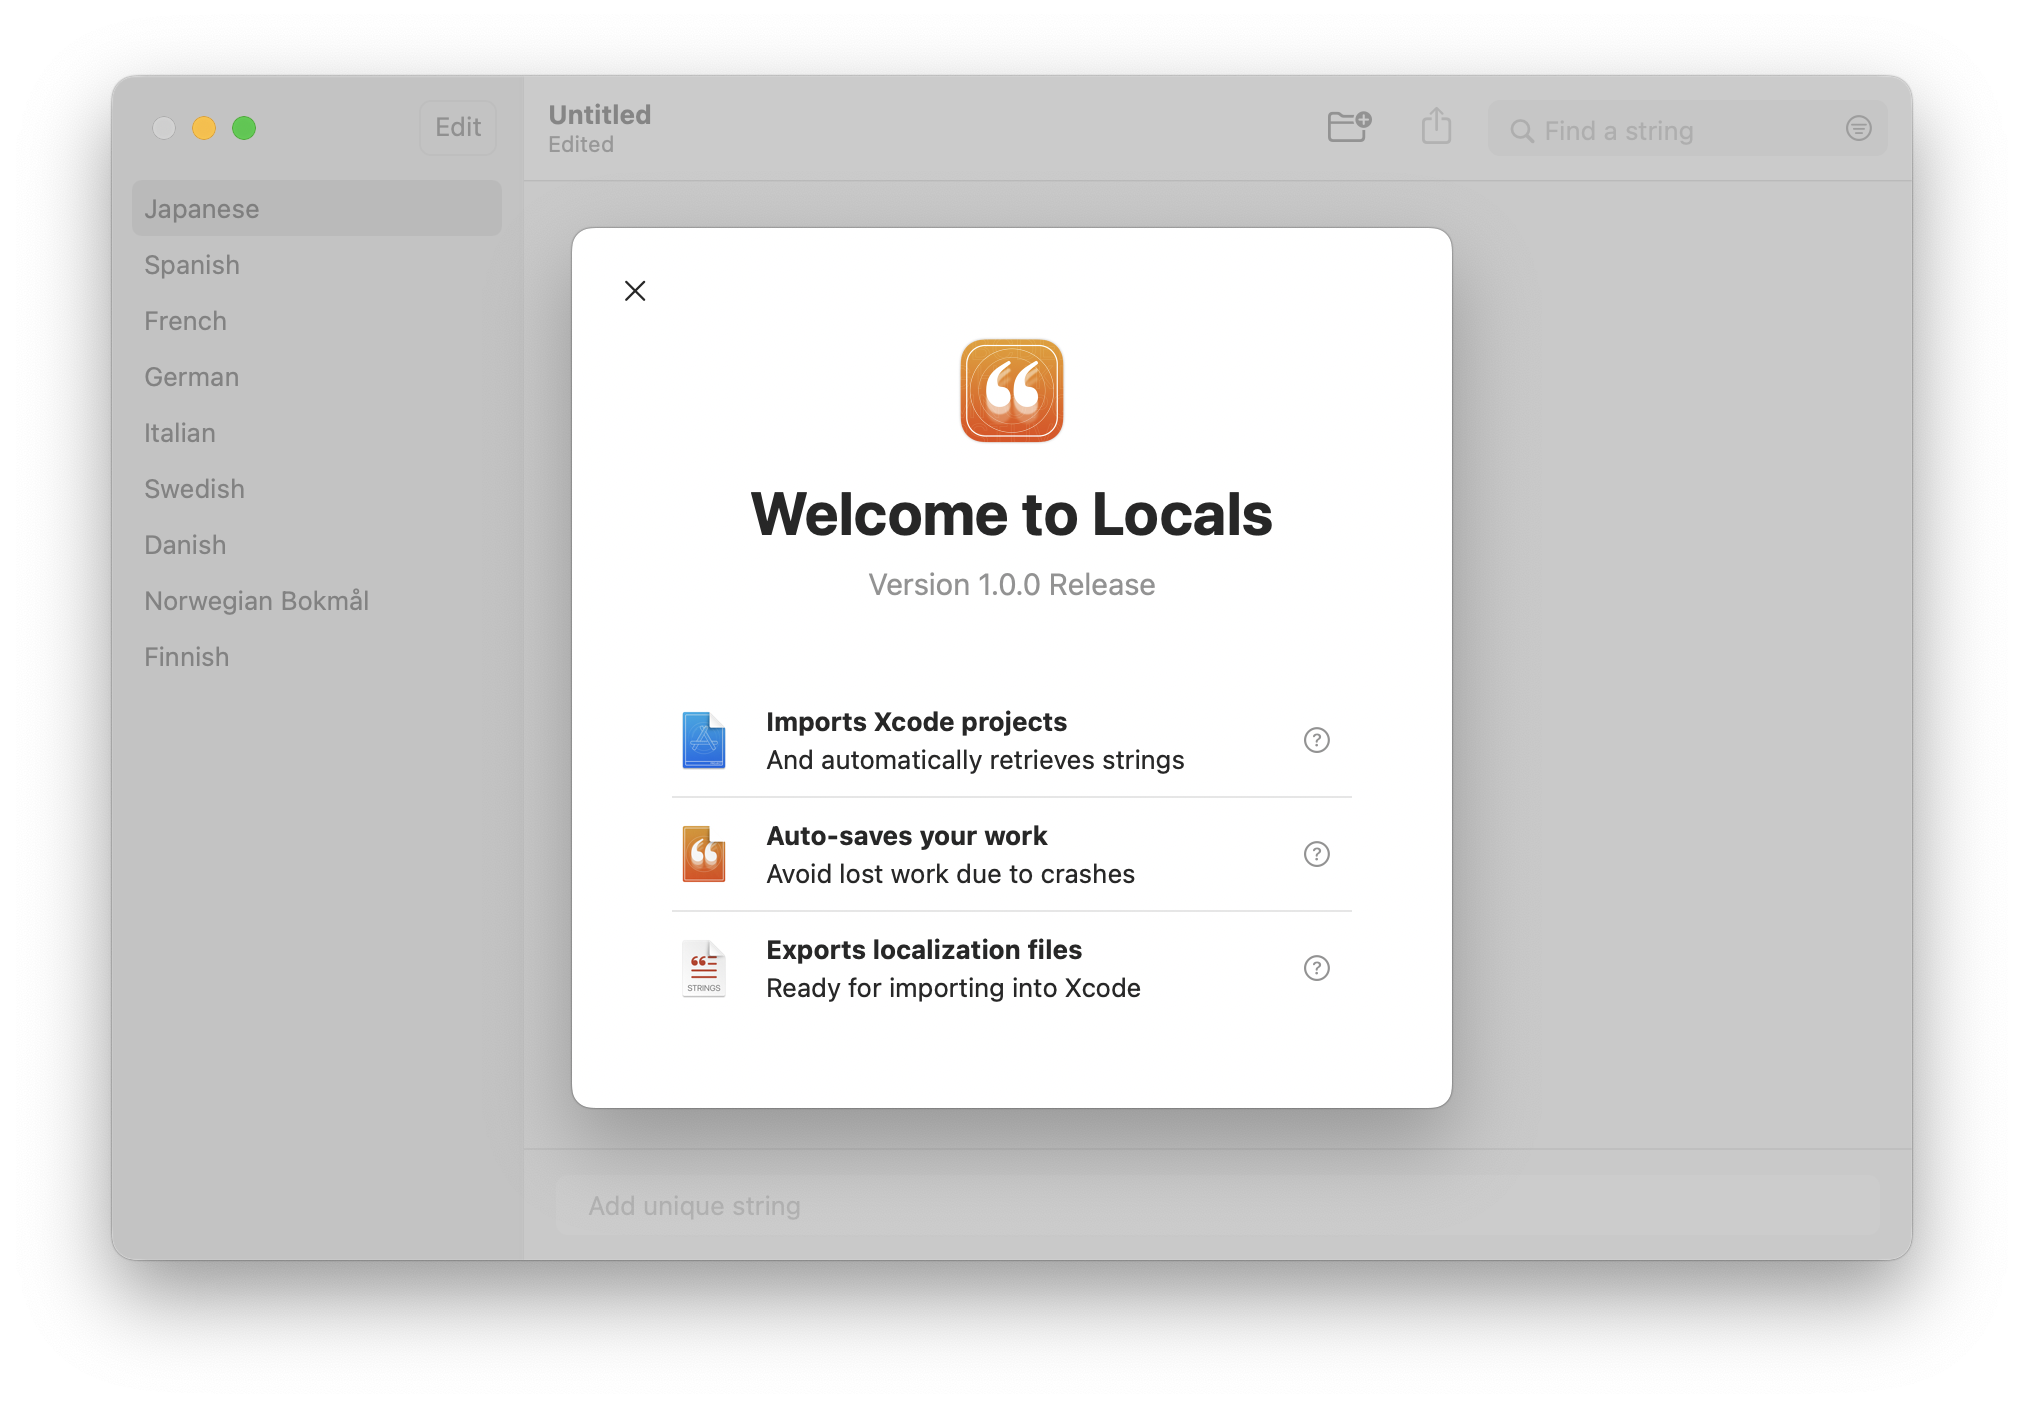 Edit
Untitled
Edited
Find a string
Japanese
Spanish
French
German
Italian
Swedish
Danish
Norwegian Bokmål
Finnish
Welcome to Locals
Version 1.0.0 Release
Imports Xcode projects
And automatically retrieves strings
?
Auto-saves your work
Avoid lost work due to crashes
?
STRINGS
Exports localization files
Ready for importing into Xcode
?
Add unique string